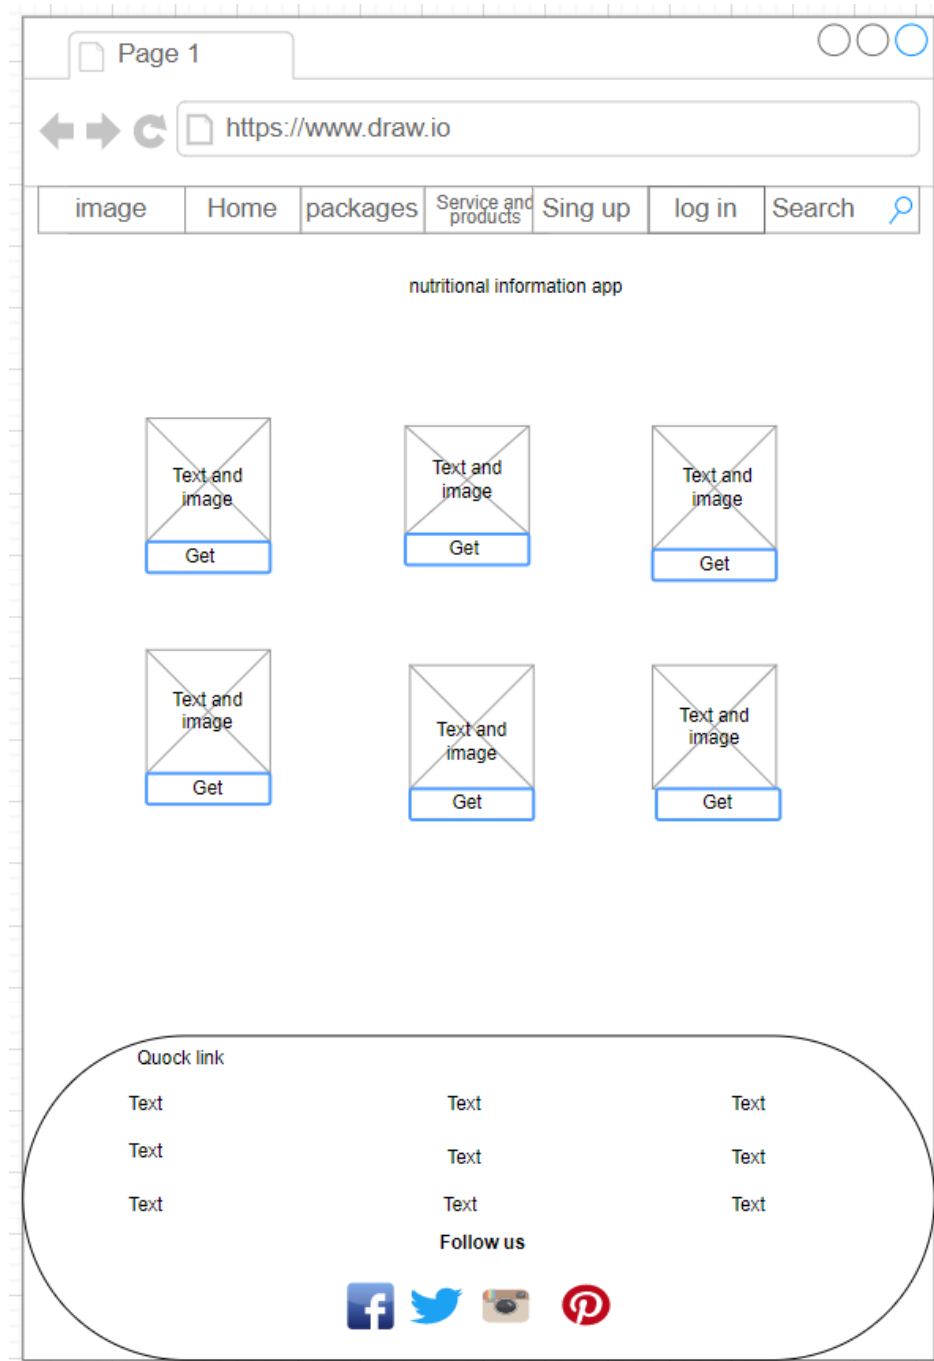 Page 1
https://www.draw.io
image Home packages Service and products Sing up log in Search
nutritional information app
Text and Text and Text and
image image image
Get Get Get
Text and Text and Text and
image image image
Get Get Get
Quock link
Text Text Text
Text Text Text
Text Text Text
Follow us